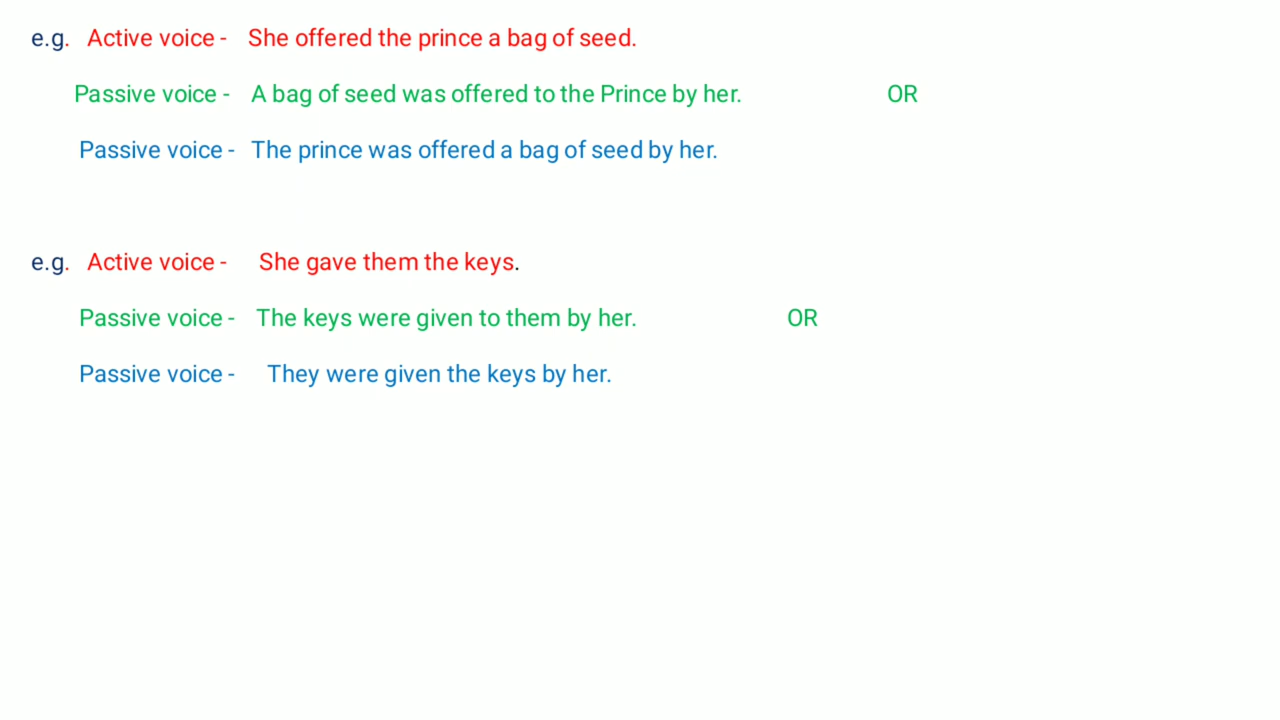 e.g. Active voice - She offered the prince a bag of seed.
Passive voice - A bag of seed was offered to the Prince by her. OR
Passive voice - The prince was offered a bag of seed by her.
e.g. Active voice - She gave them the keys.
Passive voice - The keys were given to them by her. OR
Passive voice - They were given the keys by her.